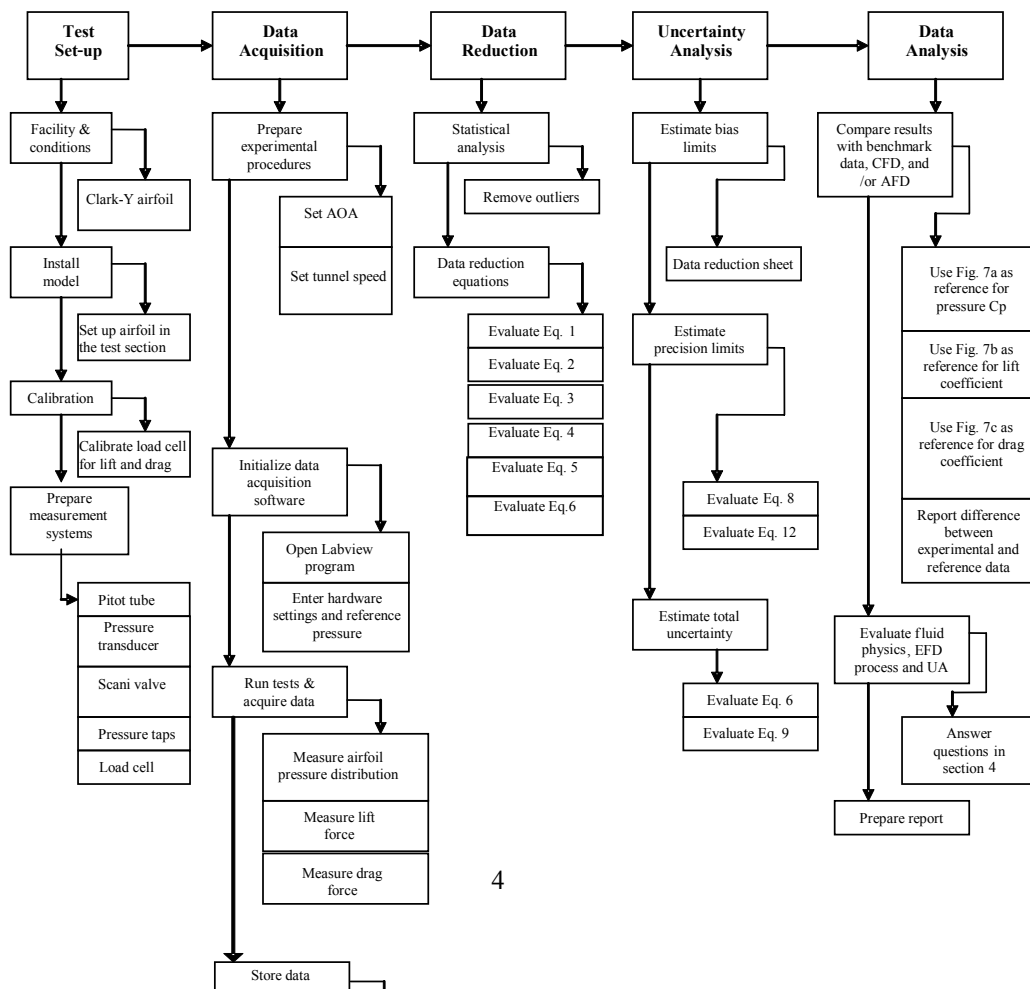 Test
Set-up
Data
Acquisition
Data
Reduction
Uncertainty
Analysis
Data
Analysis
Facility &
conditions
Clark-Y airfoil
Install
model
Set up airfoil in
the test section
Calibration
Calibrate load cell
for lift and drag
Prepare
measurement
systems
Pitot tube
Pressure
transducer
Scani valve
Pressure taps
Load cell
Prepare
experimental
procedures
Set AOA
Set tunnel speed
Initialize data
acquisition
software
Open Labview
program
Enter hardware
settings and reference
pressure
Run tests &
acquire data
Measure airfoil
pressure distribution
Measure lift
force
Measure drag
force
Store data
Statistical
analysis
Remove outliers
Data reduction
equations
Evaluate Eq. 1
Evaluate Eq. 2
Evaluate Eq. 3
Evaluate Eq. 4
Evaluate Eq. 5
Evaluate Eq.6
Estimate bias
limits
Data reduction sheet
Estimate
precision limits
Evaluate Eq. 8
Evaluate Eq. 12
Estimate total
uncertainty
Evaluate Eq. 6
Evaluate Eq. 9
Compare results
with benchmark
data, CFD, and
/or AFD
Use Fig. 7a as
reference for
pressure Cp
Use Fig. 7b as
reference for lift
coefficient
Use Fig. 7c as
reference for drag
coefficient
Report difference
between
experimental and
reference data
Evaluate fluid
physics, EFD
process and UA
Answer
questions in
section 4
Prepare report
4